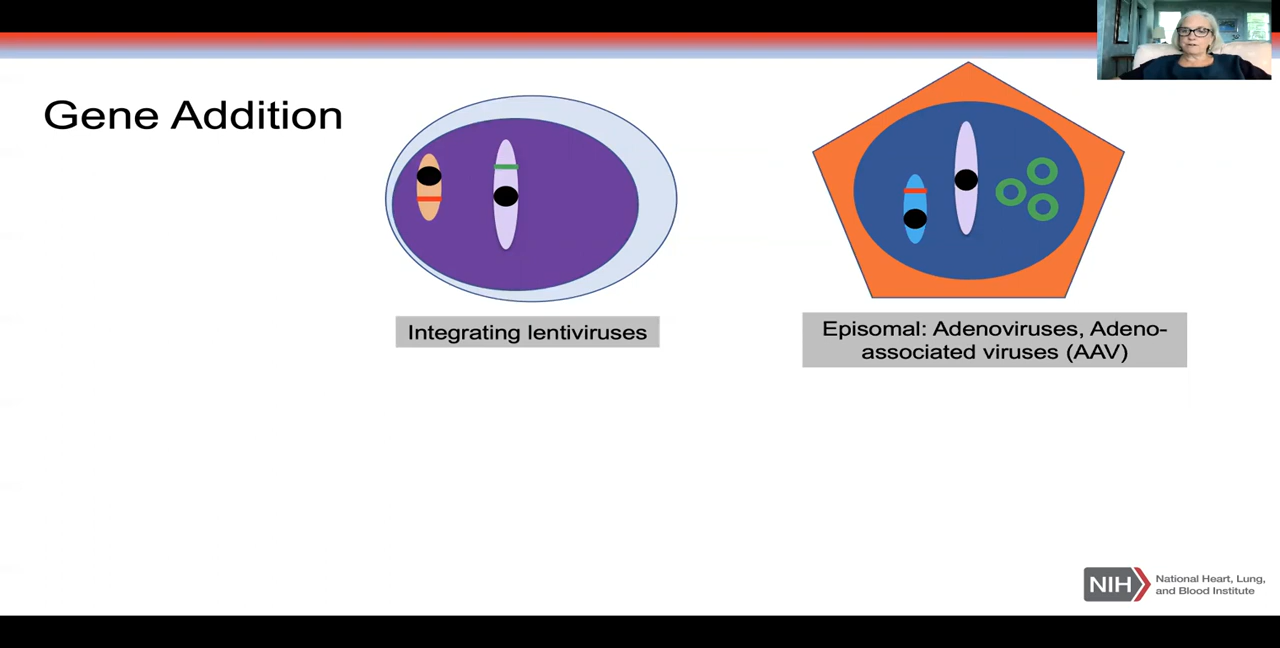 Gene Addition
Integrating lentiviruses
Episomal: Adenoviruses, Adeno-
associated viruses (AAV)
NIH
National Heart, Lung,
and Blood Institute